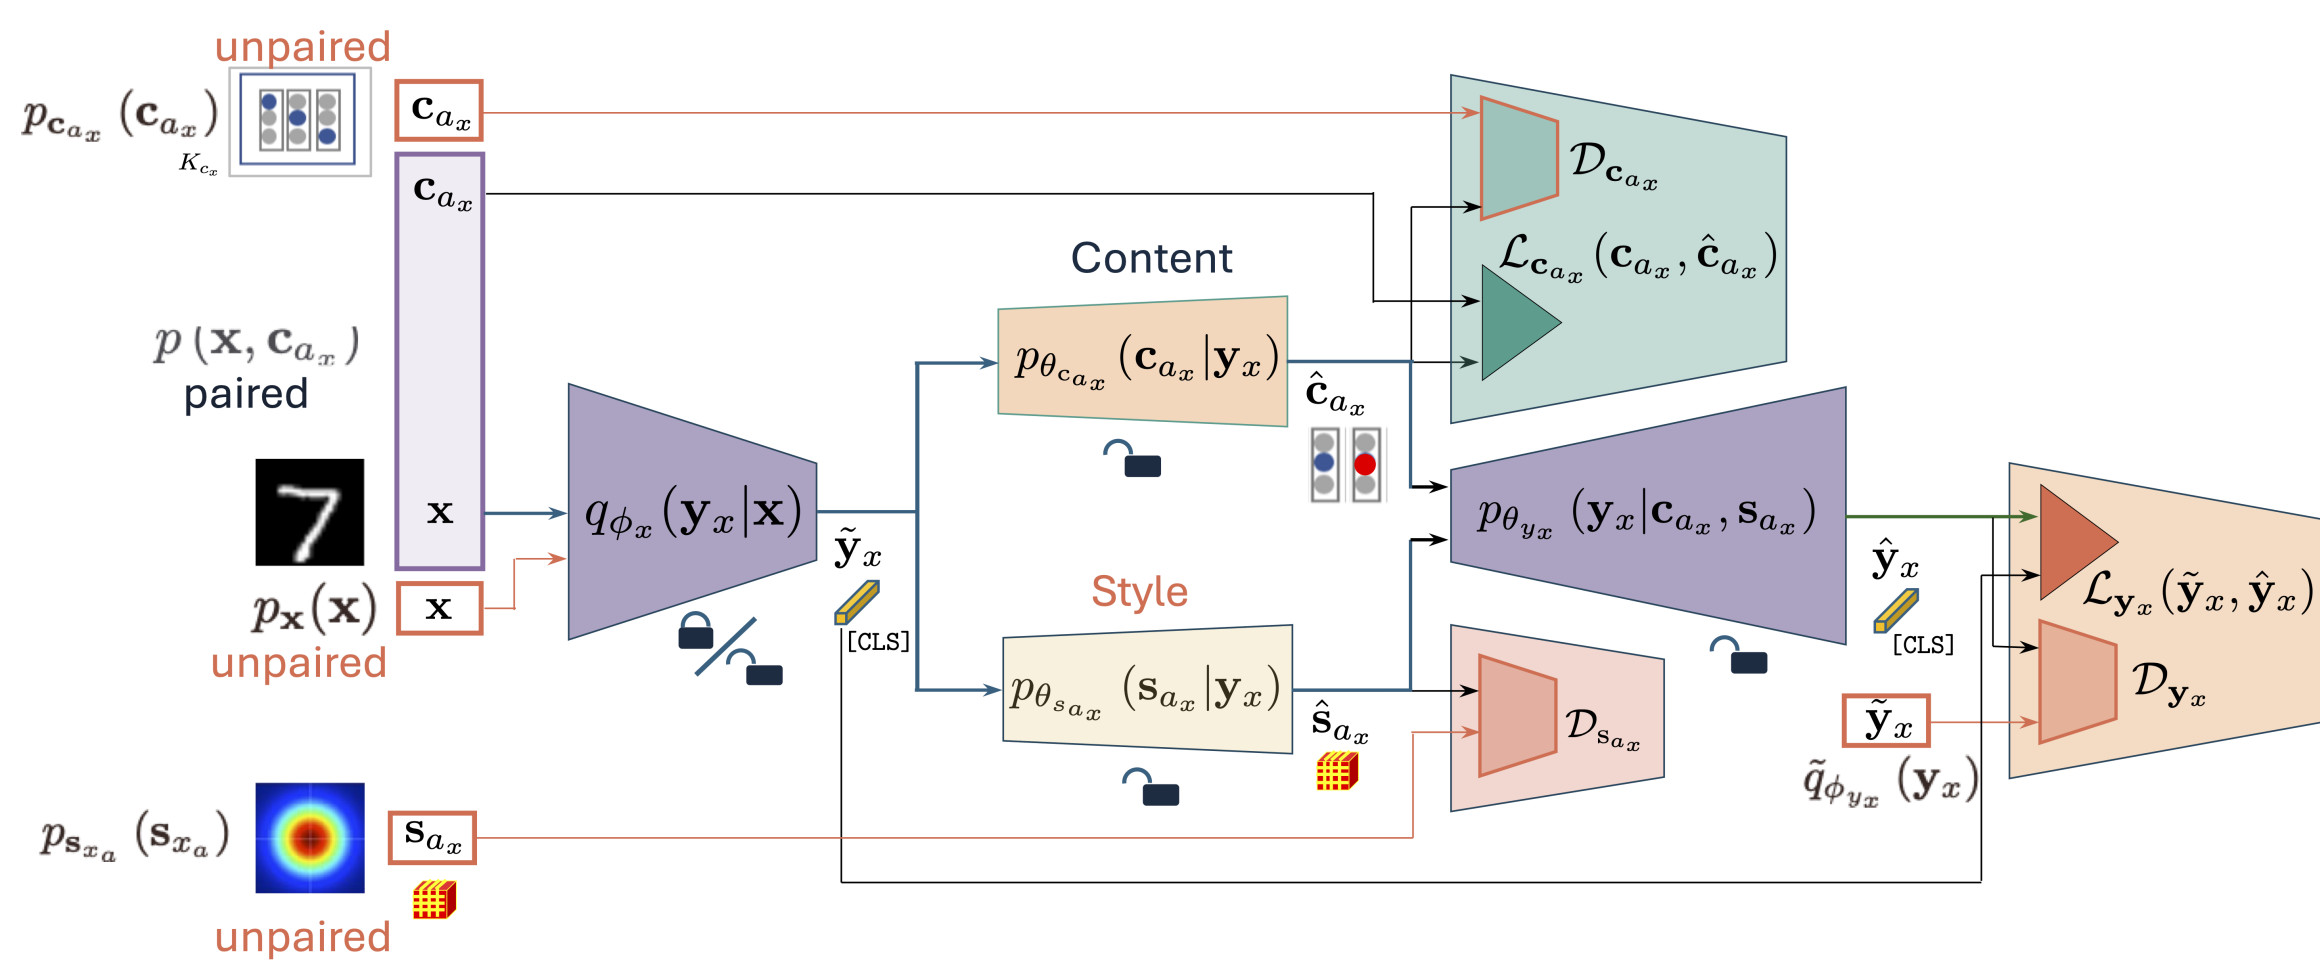 unpaired
p_{𝐜_{a_x}} (𝐜_{a_x})
K_{c_x}
𝐜_{a_x}
𝐜_{a_x}
p (𝐱, 𝐜_{a_x})
paired
𝐱
p_𝐱(𝐱)
𝐱
unpaired
p_{𝐬_{x_a}} (𝐬_{x_a})
𝐬_{a_x}
unpaired
q_{ϕ_x}(𝐲_x|𝐱)
ỹ_x
[CLS]
Content
p_{θ_{𝐜_{a_x}}} (𝐜_{a_x}|𝐲_x)
ĉ_{a_x}
Style
p_{θ_{s_{a_x}}} (𝐬_{a_x}|𝐲_x)
ŝ_{a_x}
𝒟_{𝐜_{a_x}}
ℒ_{𝐜_{a_x}} (𝐜_{a_x}, ĉ_{a_x})
p_{θ_{y_x}} (𝐲_x|𝐜_{a_x}, 𝐬_{a_x})
𝒟_{𝐬_{a_x}}
ŷ_x
[CLS]
ỹ_x
q̃_{ϕ_{y_x}} (𝐲_x)
ℒ_{𝐲_x}(ỹ_x, ŷ_x)
𝒟_{𝐲_x}